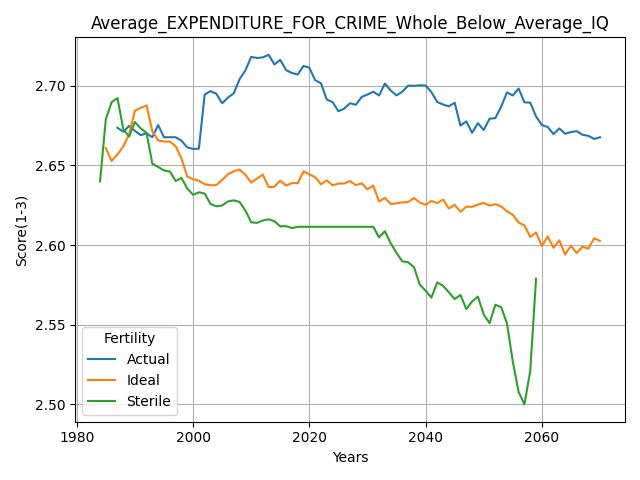 Average_EXPENDITURE_FOR_CRIME_Whole_Below_Average_IQ
Score(1-3)
2.70
2.65
2.60
2.55
2.50
Fertility
Actual
Ideal
Sterile
1980
2000
2020
2040
2060
Years